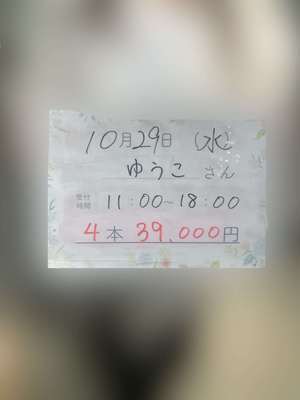 10月29日 (水)
ゆうこ さん
受付時間 11:00~18:00
4本 39,000円